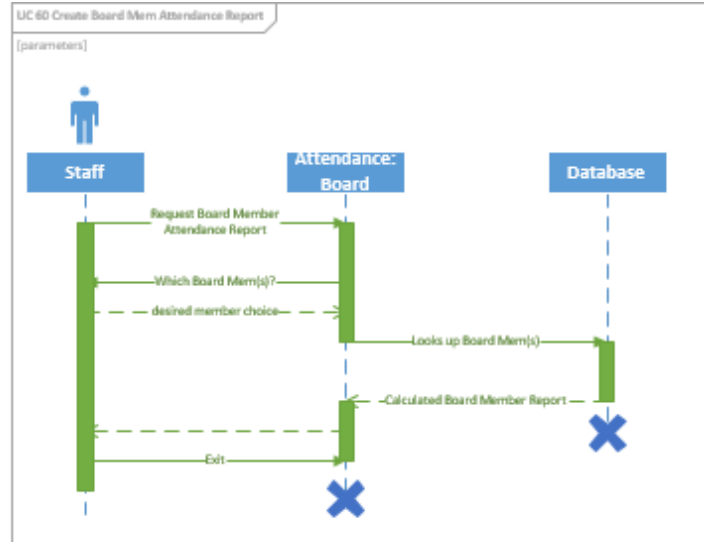 UC 60 Create Board Mem Attendance Report
[parameters]
Staff
Attendance:
Board
Database
Request Board Member
Attendance Report
Which Board Mem(s)?
desired member choice
Looks up Board Mem(s)
Calculated Board Member Report
Exit